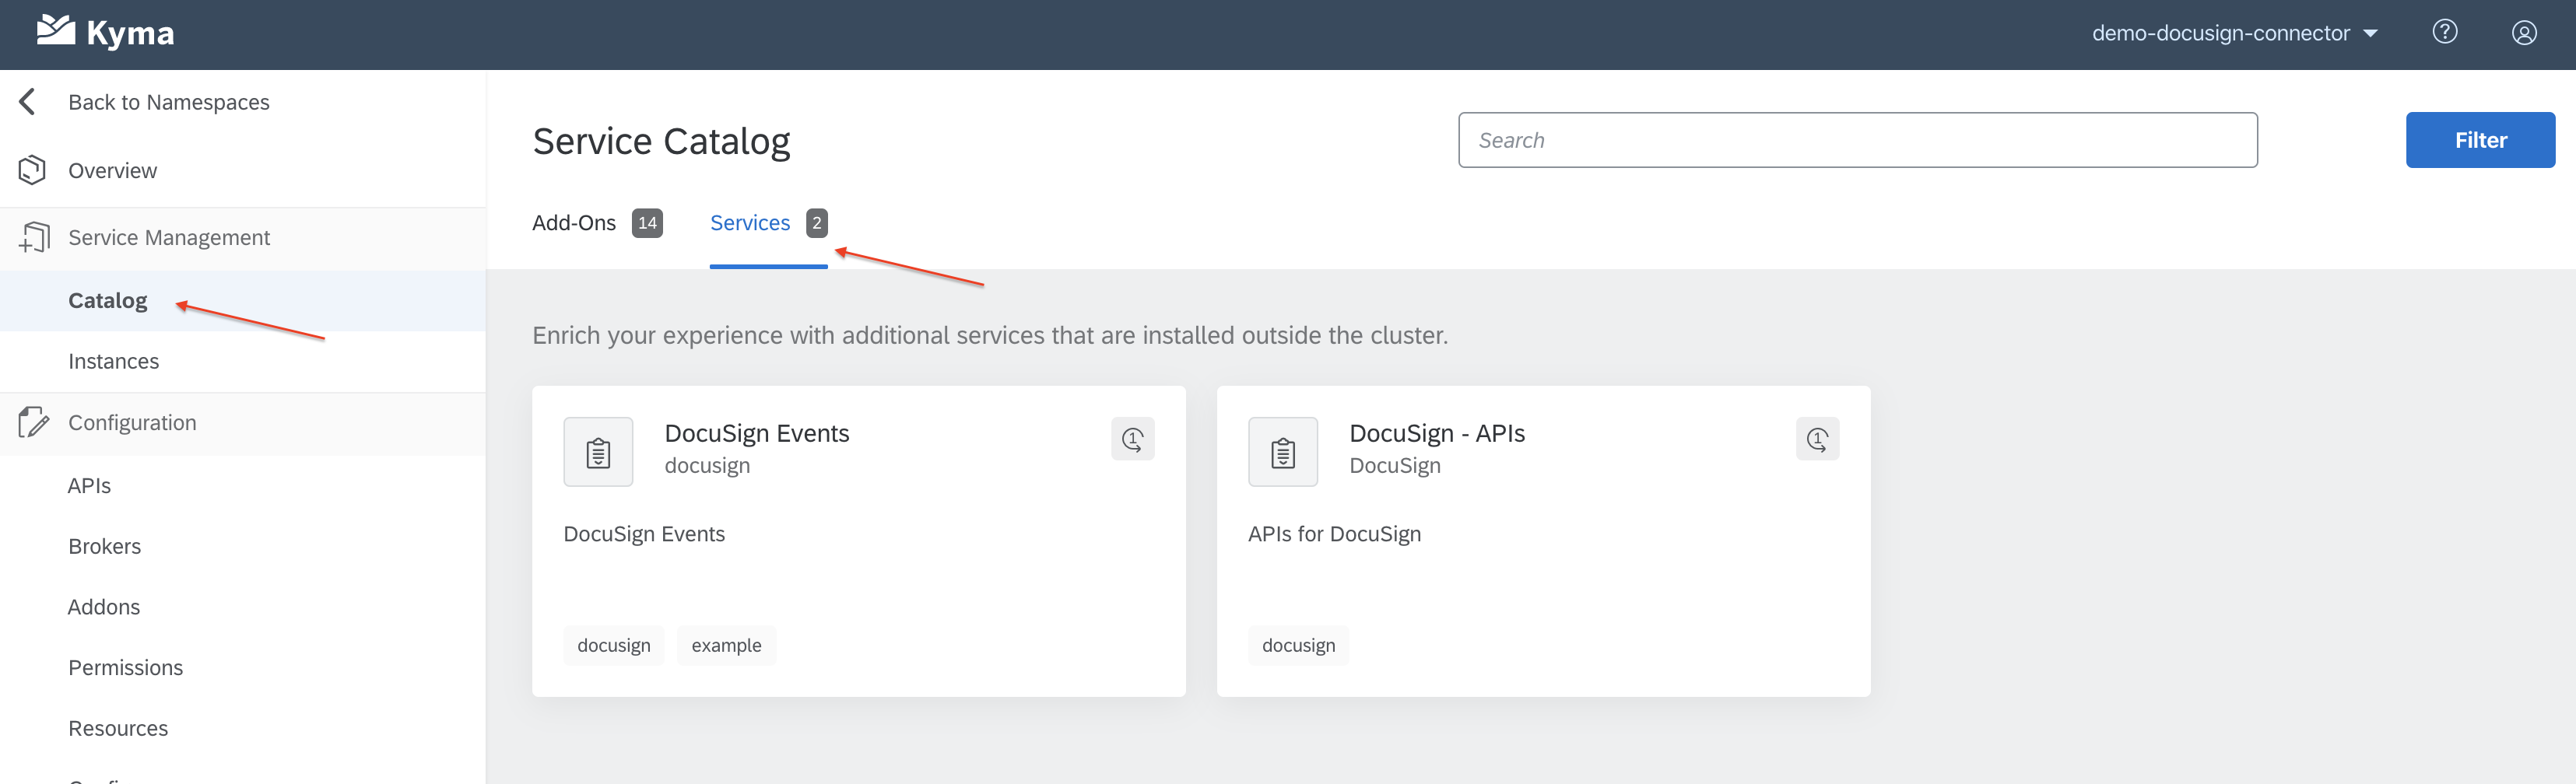 Kyma
demo-docusign-connector
?
Back to Namespaces
Overview
Service Management
Catalog
Instances
Configuration
APIs
Brokers
Addons
Permissions
Resources
Service Catalog
Search
Filter
Add-Ons 14 Services 2
Enrich your experience with additional services that are installed outside the cluster.
DocuSign Events
docusign
1
DocuSign Events
docusign example
DocuSign - APIs
DocuSign
1
APIs for DocuSign
docusign